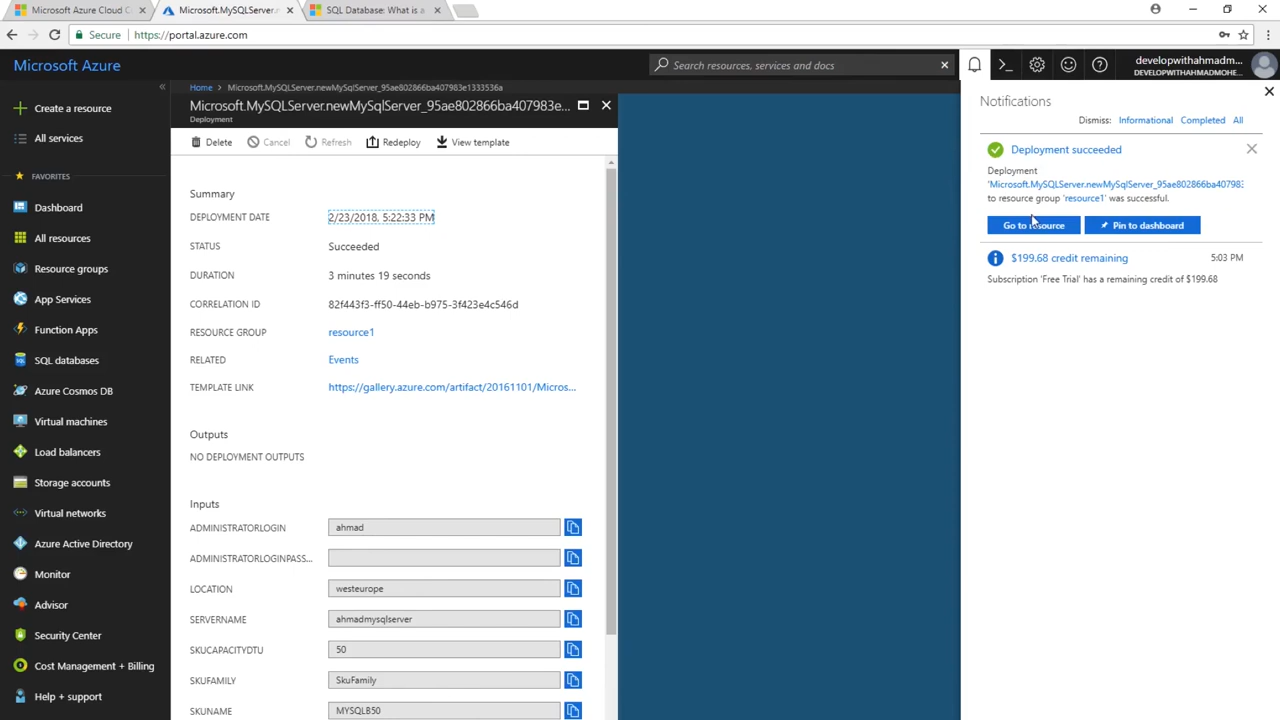 Microsoft Azure Cloud C
Microsoft.MySQLServer.n
SQL Database: What is a
Secure
https://portal.azure.com
Microsoft Azure
Search resources, services and docs
developwithahmadmo...
DEVELOPWITHAHMADMOHE...
Create a resource
All services
FAVORITES
Dashboard
All resources
Resource groups
App Services
Function Apps
SQL databases
Azure Cosmos DB
Virtual machines
Load balancers
Storage accounts
Virtual networks
Azure Active Directory
Monitor
Advisor
Security Center
Cost Management + Billing
Help + support
Home > Microsoft.MySQLServer.newMySqlServer_95ae802866ba407983e1333536a
Microsoft.MySQLServer.newMySqlServer_95ae802866ba407983e...
Deployment
Delete
Cancel
Refresh
Redeploy
View template
Summary
DEPLOYMENT DATE
2/23/2018, 5:22:33 PM
STATUS
Succeeded
DURATION
3 minutes 19 seconds
CORRELATION ID
82f443f3-ff50-44eb-b975-3f423e4c546d
RESOURCE GROUP
resource1
RELATED
Events
TEMPLATE LINK
https://gallery.azure.com/artifact/20161101/Micros...
Outputs
NO DEPLOYMENT OUTPUTS
Inputs
ADMINISTRATORLOGIN
ahmad
ADMINISTRATORLOGINPASS...
LOCATION
westeurope
SERVERNAME
ahmadmysqlserver
SKUCAPACITYDTU
50
SKUFAMILY
SkuFamily
SKUNAME
MYSQLB50
Notifications
Dismiss: Informational Completed All
Deployment succeeded
Deployment
'Microsoft.MySQLServer.newMySqlServer_95ae802866ba407983
to resource group 'resource1' was successful.
Go to resource
Pin to dashboard
$199.68 credit remaining
5:03 PM
Subscription 'Free Trial' has a remaining credit of $199.68